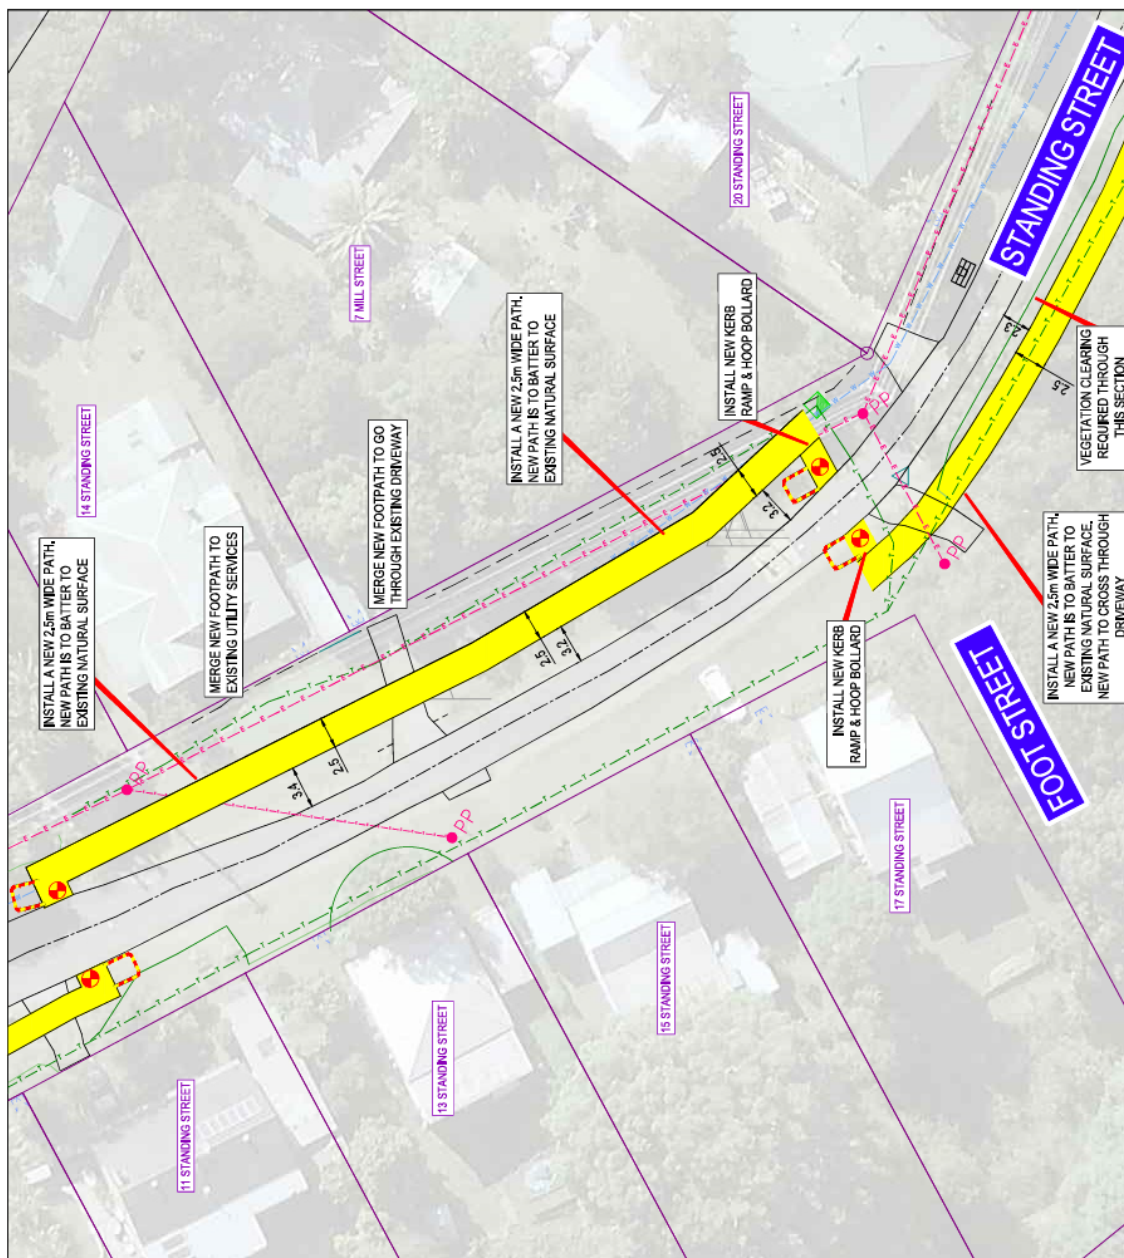 14 STANDING STREET
7 MILL STREET
20 STANDING STREET
STANDING STREET
INSTALL A NEW 2.5m WIDE PATH.
NEW PATH IS TO BATTER TO
EXISTING NATURAL SURFACE
MERGE NEW FOOTPATH TO
EXISTING UTILITY SERVICES
MERGE NEW FOOTPATH TO GO
THROUGH EXISTING DRIVEWAY
INSTALL A NEW 2.5m WIDE PATH.
NEW PATH IS TO BATTER TO
EXISTING NATURAL SURFACE
INSTALL NEW KERB
RAMP & HOOP BOLLARD
VEGETATION CLEARING
REQUIRED THROUGH
THIS SECTION
INSTALL A NEW 2.5m WIDE PATH.
NEW PATH IS TO BATTER TO
EXISTING NATURAL SURFACE.
NEW PATH TO CROSS THROUGH
DRIVEWAY
INSTALL NEW KERB
RAMP & HOOP BOLLARD
FOOT STREET
PP
PP
PP
PP
3.4
2.5
2.5
3.2
2.5
3.2
2.3
2.5
11 STANDING STREET
13 STANDING STREET
15 STANDING STREET
17 STANDING STREET